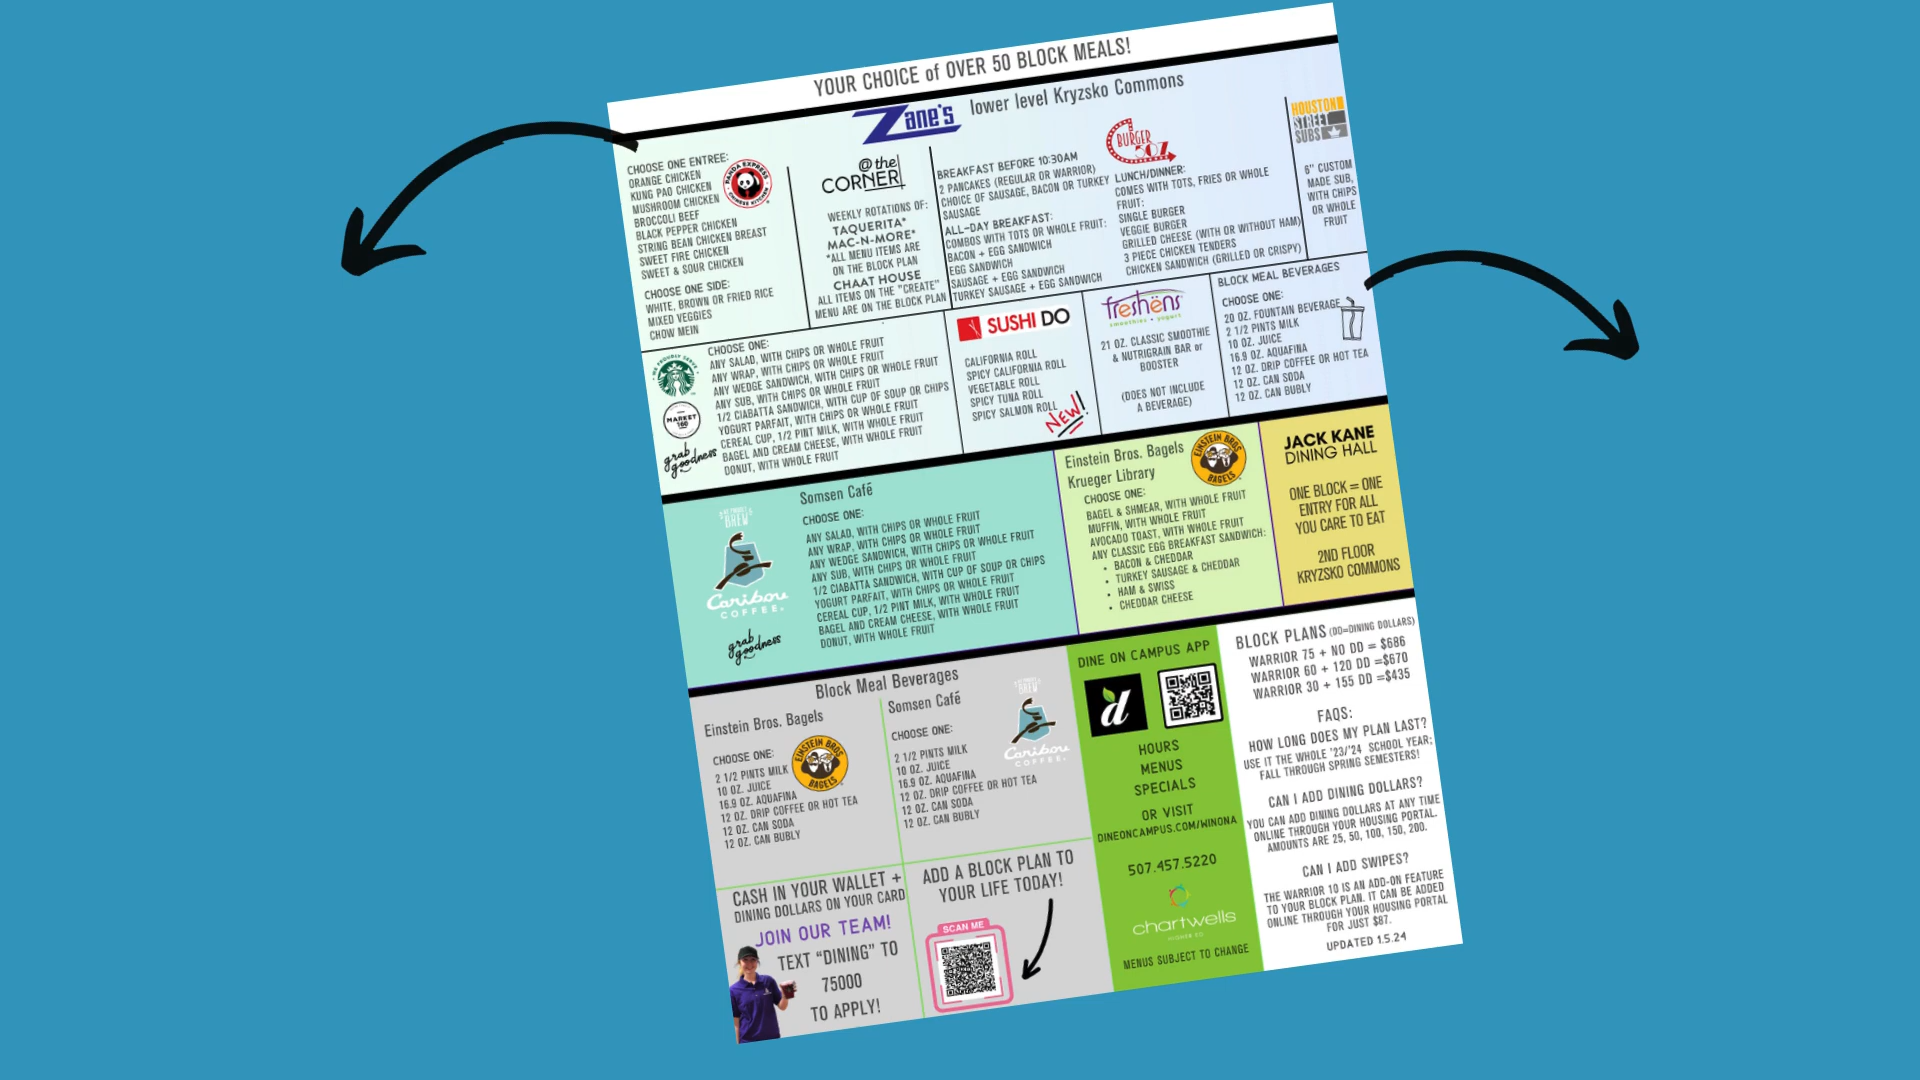 YOUR CHOICE of OVER 50 BLOCK MEALS!
Zane's lower level Kryzsko Commons
CHOOSE ONE ENTREE:
ORANGE CHICKEN
KUNG PAO CHICKEN
MUSHROOM CHICKEN
BROCCOLI BEEF
BLACK PEPPER CHICKEN
STRING BEAN CHICKEN BREAST
SWEET FIRE CHICKEN
SWEET & SOUR CHICKEN
CHOOSE ONE SIDE:
WHITE, BROWN OR FRIED RICE
MIXED VEGGIES
CHOW MEIN
PANDA EXPRESS
CHINESE KITCHEN
@ the
CORNER
WEEKLY ROTATIONS OF:
TAQUERITA*
MAC-N-MORE*
*ALL MENU ITEMS ARE
ON THE BLOCK PLAN
CHAAT HOUSE
ALL ITEMS ON THE "CREATE"
MENU ARE ON THE BLOCK PLAN
BREAKFAST BEFORE 10:30AM
2 PANCAKES (REGULAR OR WARRIOR)
CHOICE OF SAUSAGE, BACON OR TURKEY
SAUSAGE
ALL-DAY BREAKFAST:
COMBOS WITH TOTS OR WHOLE FRUIT:
BACON + EGG SANDWICH
EGG SANDWICH
SAUSAGE + EGG SANDWICH
TURKEY SAUSAGE + EGG SANDWICH
BURGER
507
LUNCH/DINNER:
COMES WITH TOTS, FRIES OR WHOLE
FRUIT:
SINGLE BURGER
VEGGIE BURGER
GRILLED CHEESE (WITH OR WITHOUT HAM)
3 PIECE CHICKEN TENDERS
CHICKEN SANDWICH (GRILLED OR CRISPY)
HOUSTON
STREET
SUBS
6" CUSTOM
MADE SUB,
WITH CHIPS
OR WHOLE
FRUIT
WE PROUDLY SERVE
MARKET
grab
goodness
CHOOSE ONE:
ANY SALAD, WITH CHIPS OR WHOLE FRUIT
ANY WRAP, WITH CHIPS OR WHOLE FRUIT
ANY WEDGE SANDWICH, WITH CHIPS OR WHOLE FRUIT
ANY SUB, WITH CHIPS OR WHOLE FRUIT
1/2 CIABATTA SANDWICH, WITH CUP OF SOUP OR CHIPS
YOGURT PARFAIT, WITH CHIPS OR WHOLE FRUIT
CEREAL CUP, 1/2 PINT MILK, WITH WHOLE FRUIT
BAGEL AND CREAM CHEESE, WITH WHOLE FRUIT
DONUT, WITH WHOLE FRUIT
SUSHI DO
CALIFORNIA ROLL
SPICY CALIFORNIA ROLL
VEGETABLE ROLL
SPICY TUNA ROLL
SPICY SALMON ROLL
NEW!
freshëns
smoothies • yogurt
21 OZ. CLASSIC SMOOTHIE
& NUTRIGRAIN BAR or
BOOSTER
(DOES NOT INCLUDE
A BEVERAGE)
BLOCK MEAL BEVERAGES
CHOOSE ONE:
20 OZ. FOUNTAIN BEVERAGE
2 1/2 PINTS MILK
10 OZ. JUICE
16.9 OZ. AQUAFINA
12 OZ. DRIP COFFEE OR HOT TEA
12 OZ. CAN SODA
12 OZ. CAN BUBLY
Somsen Café
BREW
Caribou
COFFEE
grab
goodness
CHOOSE ONE:
ANY SALAD, WITH CHIPS OR WHOLE FRUIT
ANY WRAP, WITH CHIPS OR WHOLE FRUIT
ANY WEDGE SANDWICH, WITH CHIPS OR WHOLE FRUIT
ANY SUB, WITH CHIPS OR WHOLE FRUIT
1/2 CIABATTA SANDWICH, WITH CUP OF SOUP OR CHIPS
YOGURT PARFAIT, WITH CHIPS OR WHOLE FRUIT
CEREAL CUP, 1/2 PINT MILK, WITH WHOLE FRUIT
BAGEL AND CREAM CHEESE, WITH WHOLE FRUIT
DONUT, WITH WHOLE FRUIT
Einstein Bros. Bagels
Krueger Library
EINSTEIN BROS
BAGELS
CHOOSE ONE:
BAGEL & SHMEAR, WITH WHOLE FRUIT
MUFFIN, WITH WHOLE FRUIT
AVOCADO TOAST, WITH WHOLE FRUIT
ANY CLASSIC EGG BREAKFAST SANDWICH:
• BACON & CHEDDAR
• TURKEY SAUSAGE & CHEDDAR
• HAM & SWISS
• CHEDDAR CHEESE
JACK KANE
DINING HALL
ONE BLOCK = ONE
ENTRY FOR ALL
YOU CARE TO EAT
2ND FLOOR
KRYZSKO COMMONS
Block Meal Beverages
Einstein Bros. Bagels
CHOOSE ONE:
2 1/2 PINTS MILK
10 OZ. JUICE
16.9 OZ. AQUAFINA
12 OZ. DRIP COFFEE OR HOT TEA
12 OZ. CAN SODA
12 OZ. CAN BUBLY
EINSTEIN BROS
BAGELS
Somsen Café
CHOOSE ONE:
2 1/2 PINTS MILK
10 OZ. JUICE
16.9 OZ. AQUAFINA
12 OZ. DRIP COFFEE OR HOT TEA
12 OZ. CAN SODA
12 OZ. CAN BUBLY
BREW
Caribou
COFFEE
CASH IN YOUR WALLET +
DINING DOLLARS ON YOUR CARD
JOIN OUR TEAM!
TEXT “DINING” TO
75000
TO APPLY!
ADD A BLOCK PLAN TO
YOUR LIFE TODAY!
SCAN ME
DINE ON CAMPUS APP
d
HOURS
MENUS
SPECIALS
OR VISIT
DINEONCAMPUS.COM/WINONA
507.457.5220
chartwells
HIGHER ED
MENUS SUBJECT TO CHANGE
BLOCK PLANS (DD=DINING DOLLARS)
WARRIOR 75 + NO DD = $686
WARRIOR 60 + 120 DD =$670
WARRIOR 30 + 155 DD =$435
FAQS:
HOW LONG DOES MY PLAN LAST?
USE IT THE WHOLE '23/'24 SCHOOL YEAR;
FALL THROUGH SPRING SEMESTERS!
CAN I ADD DINING DOLLARS?
YOU CAN ADD DINING DOLLARS AT ANY TIME
ONLINE THROUGH YOUR HOUSING PORTAL.
AMOUNTS ARE 25, 50, 100, 150, 200.
CAN I ADD SWIPES?
THE WARRIOR 10 IS AN ADD-ON FEATURE
TO YOUR BLOCK PLAN. IT CAN BE ADDED
ONLINE THROUGH YOUR HOUSING PORTAL
FOR JUST $87.
UPDATED 1.5.24